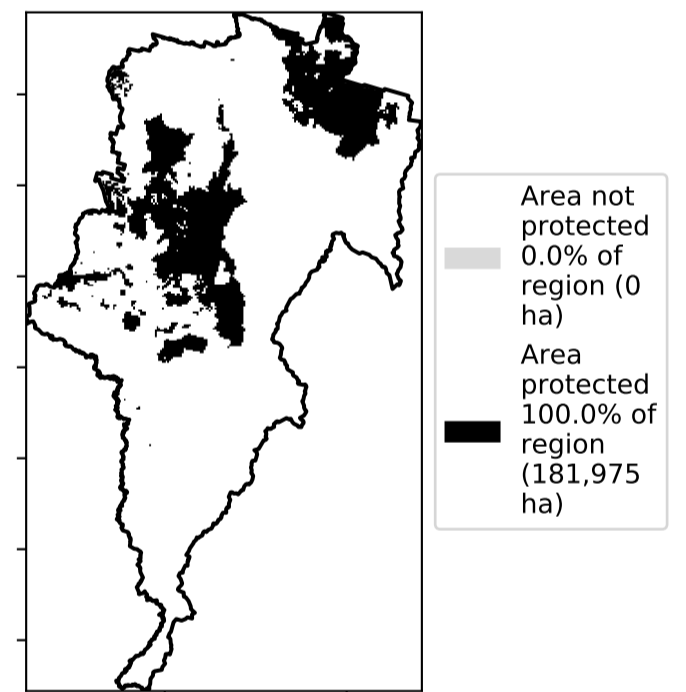 Area not
protected
0.0% of
region (0
ha)
Area
protected
100.0% of
region
(181,975
ha)